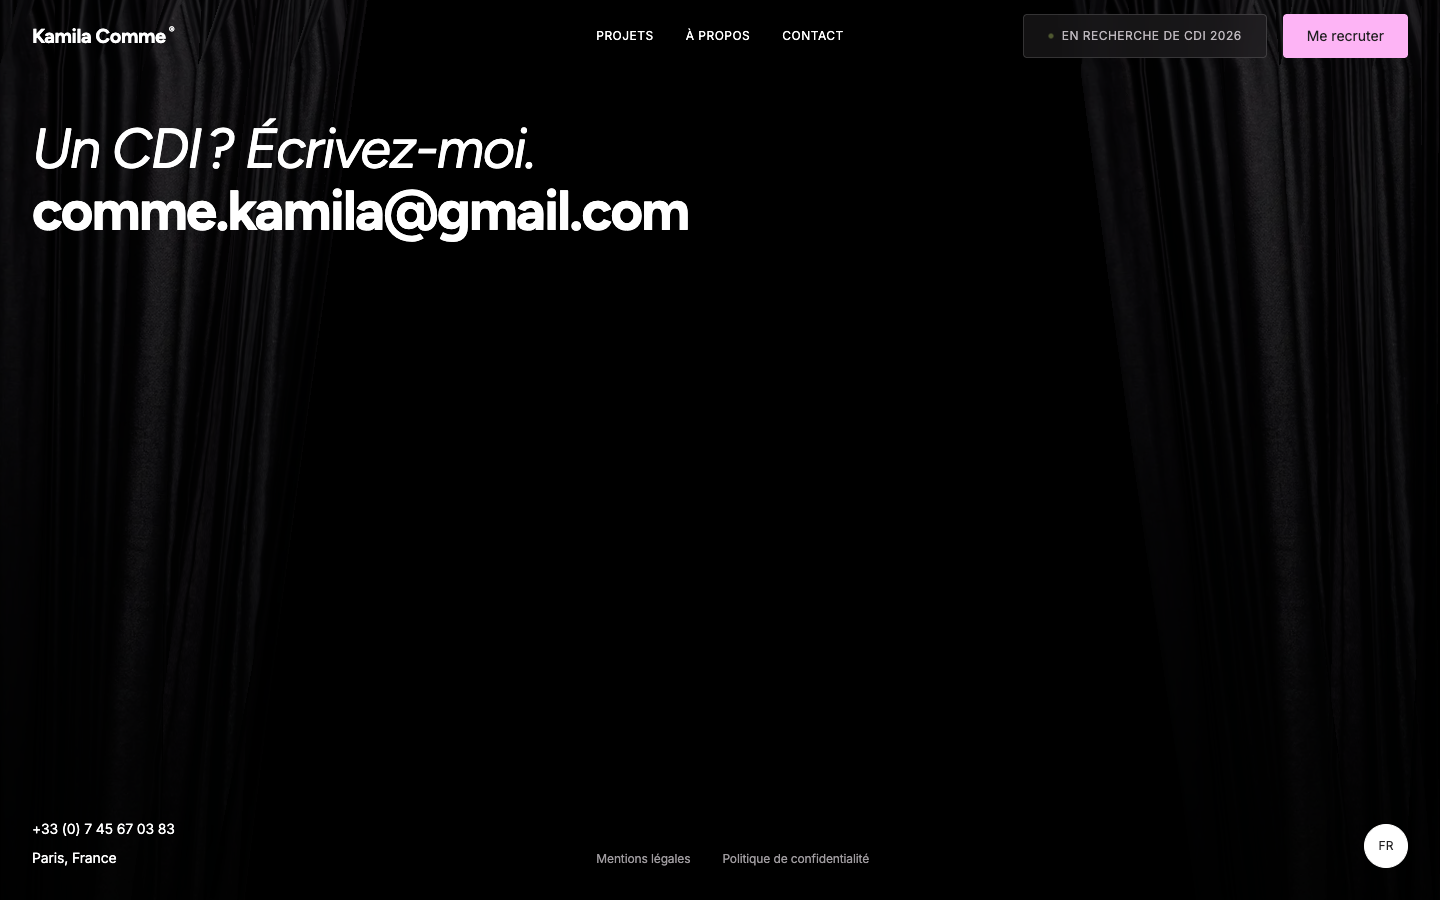 Kamila Comme®
PROJETS
À PROPOS
CONTACT
EN RECHERCHE DE CDI 2026
Me recruter
Un CDI ? Écrivez-moi.
comme.kamila@gmail.com
+33 (0) 7 45 67 03 83
Paris, France
Mentions légales
Politique de confidentialité
FR